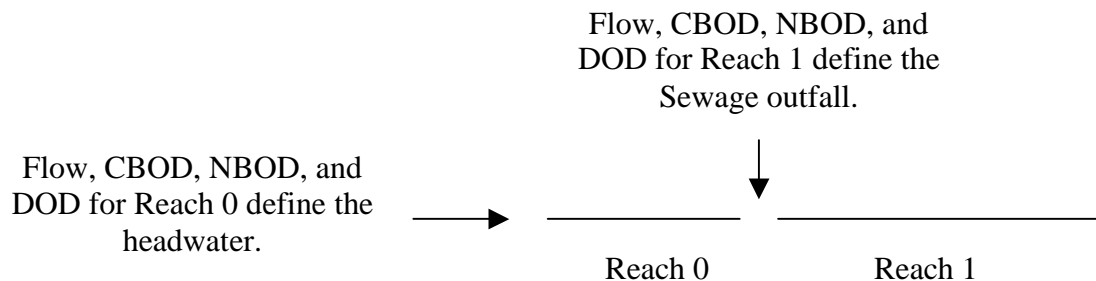 Flow, CBOD, NBOD, and
DOD for Reach 1 define the
Sewage outfall.
Flow, CBOD, NBOD, and
DOD for Reach 0 define the
headwater.
Reach 0
Reach 1